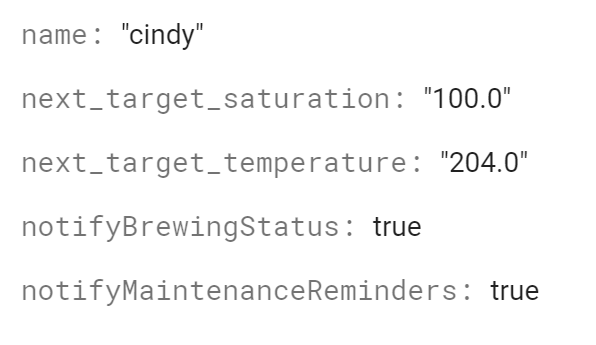 name: "cindy"
next_target_saturation: "100.0"
next_target_temperature: "204.0"
notifyBrewingStatus: true
notifyMaintenanceReminders: true